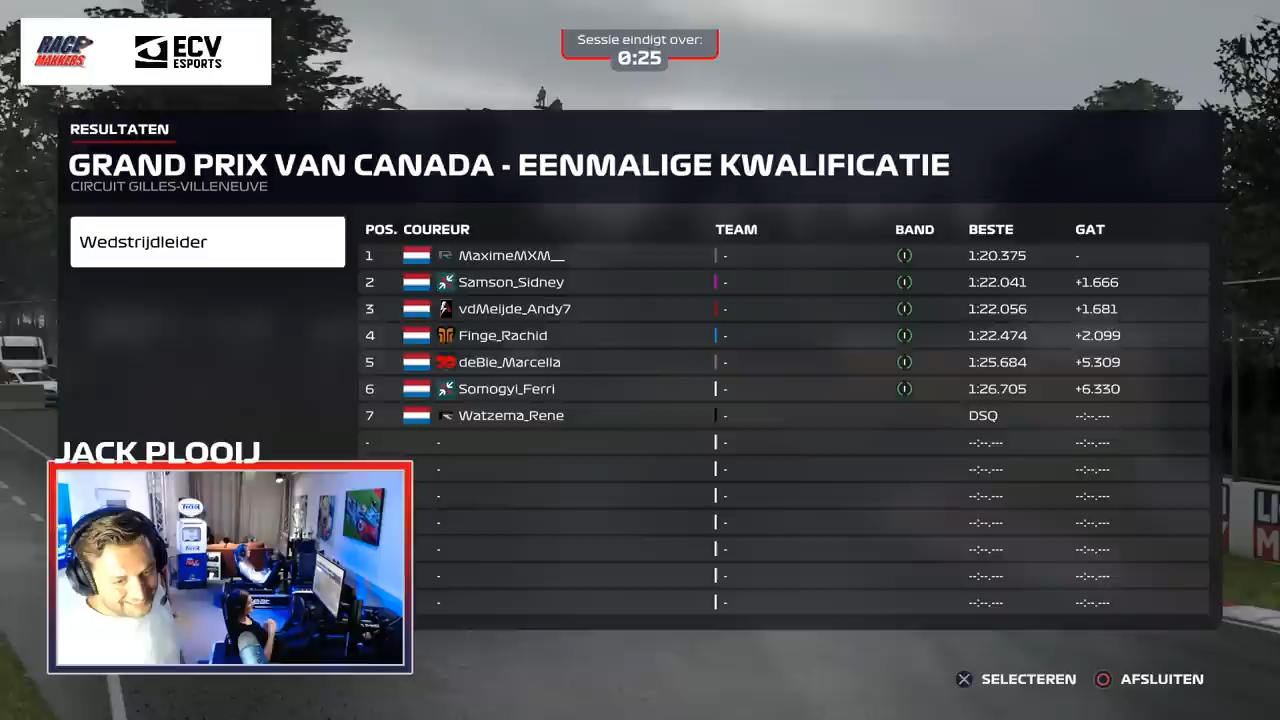 RACE
MAKKERS
ECV
ESPORTS
Sessie eindigt over:
0:25
RESULTATEN
GRAND PRIX VAN CANADA - EENMALIGE KWALIFICATIE
CIRCUIT GILLES-VILLENEUVE
Wedstrijdleider
POS. COUREUR TEAM BAND BESTE GAT
1 MaximeMXM__ - 1:20.375 -
2 Samson_Sidney - 1:22.041 +1.666
3 vdMeijde_Andy7 - 1:22.056 +1.681
4 Finge_Rachid - 1:22.474 +2.099
5 deBie_Marcella - 1:25.684 +5.309
6 Somogyi_Ferri - 1:26.705 +6.330
7 Watzema_Rene - DSQ --:--.---
- - - --:--.--- --:--.---
- - --:--.--- --:--.---
- - --:--.--- --:--.---
- - --:--.--- --:--.---
- - --:--.--- --:--.---
- - --:--.--- --:--.---
- - --:--.--- --:--.---
JACK PLOOIJ
SELECTEREN AFSLUITEN